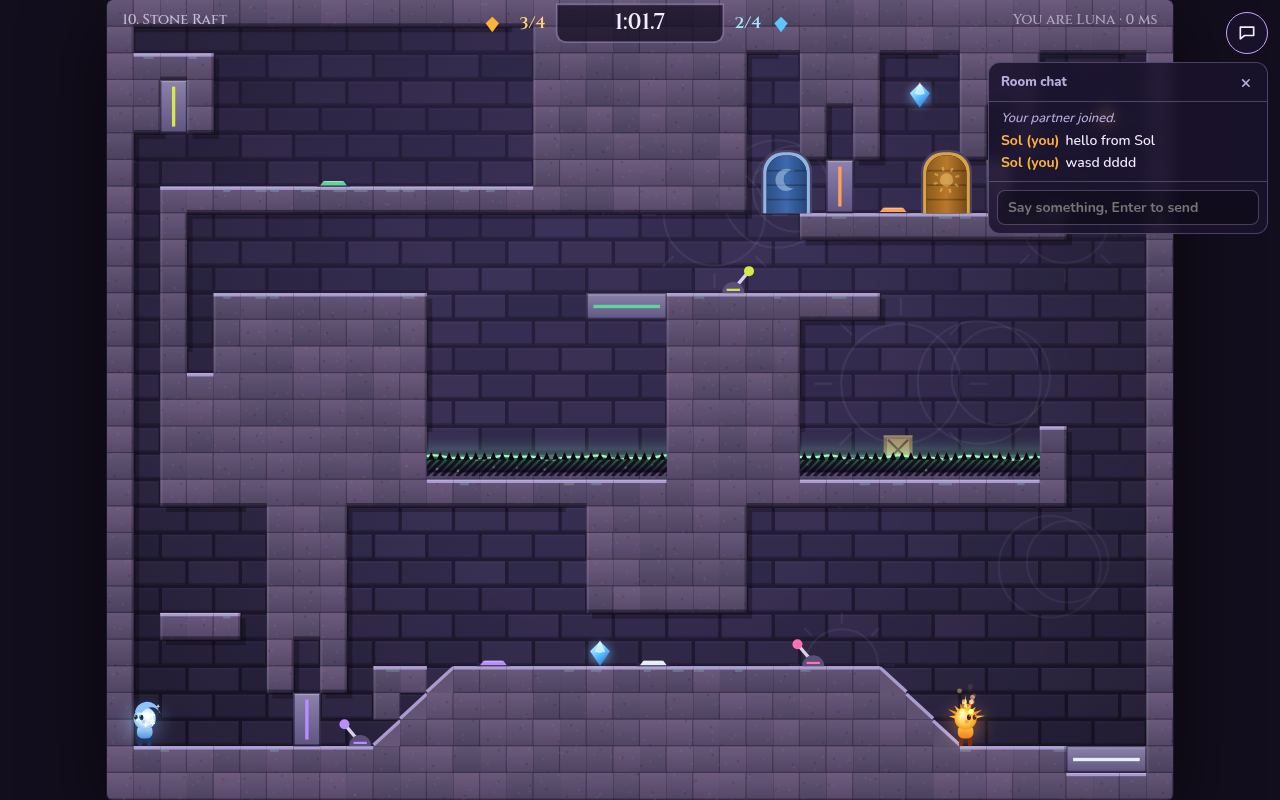 10. Stone Raft
3/4
1:01.7
2/4
You are Luna · 0 ms
Room chat
Your partner joined.
Sol (you) hello from Sol
Sol (you) wasd dddd
Say something, Enter to send